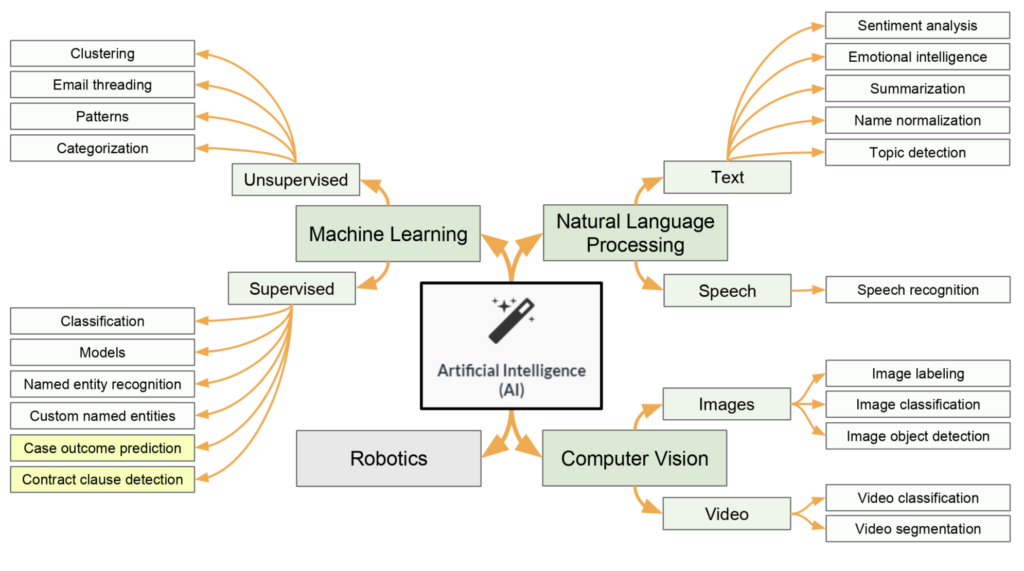 Clustering
Email threading
Patterns
Categorization
Unsupervised
Machine Learning
Supervised
Classification
Models
Named entity recognition
Custom named entities
Case outcome prediction
Contract clause detection
Artificial Intelligence
(AI)
Robotics
Sentiment analysis
Emotional intelligence
Summarization
Name normalization
Topic detection
Text
Natural Language
Processing
Speech
Speech recognition
Image labeling
Image classification
Image object detection
Images
Computer Vision
Video
Video classification
Video segmentation